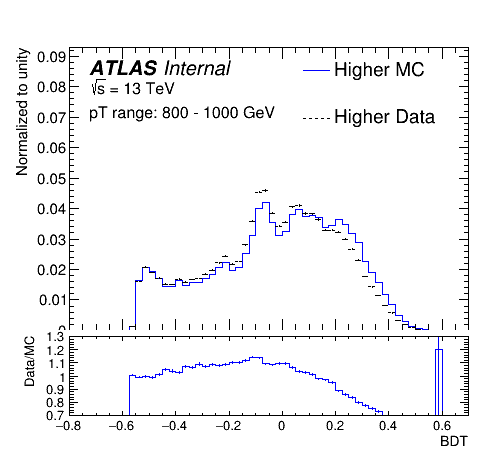 ATLAS Internal
√s = 13 TeV
pT range: 800 - 1000 GeV
Higher MC
Higher Data
Normalized to unity
0.09
0.08
0.07
0.06
0.05
0.04
0.03
0.02
0.01
0
Data/MC
1.3
1.2
1.1
1
0.9
0.8
0.7
−0.8 −0.6 −0.4 −0.2 0 0.2 0.4 0.6
BDT